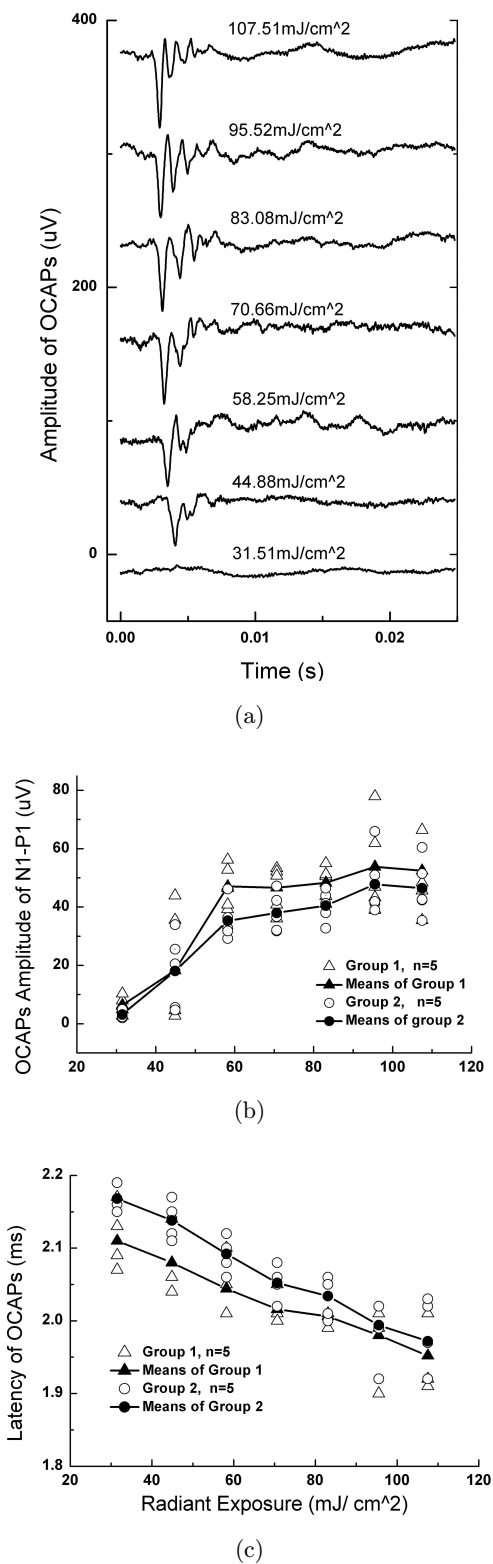 400
107.51mJ/cm^2
95.52mJ/cm^2
83.08mJ/cm^2
200
70.66mJ/cm^2
58.25mJ/cm^2
44.88mJ/cm^2
0
31.51mJ/cm^2
Amplitude of OCAPs (uV)
0.00 0.01 0.02
Time (s)
(a)
80
60
40
20
0
OCAPs Amplitude of N1-P1 (uV)
Group 1, n=5
Means of Group 1
Group 2, n=5
Means of group 2
20 40 60 80 100 120
(b)
2.2
2.1
2.0
1.9
1.8
Latency of OCAPs (ms)
Group 1, n=5
Means of Group 1
Group 2, n=5
Means of Group 2
20 40 60 80 100 120
Radiant Exposure (mJ/ cm^2)
(c)